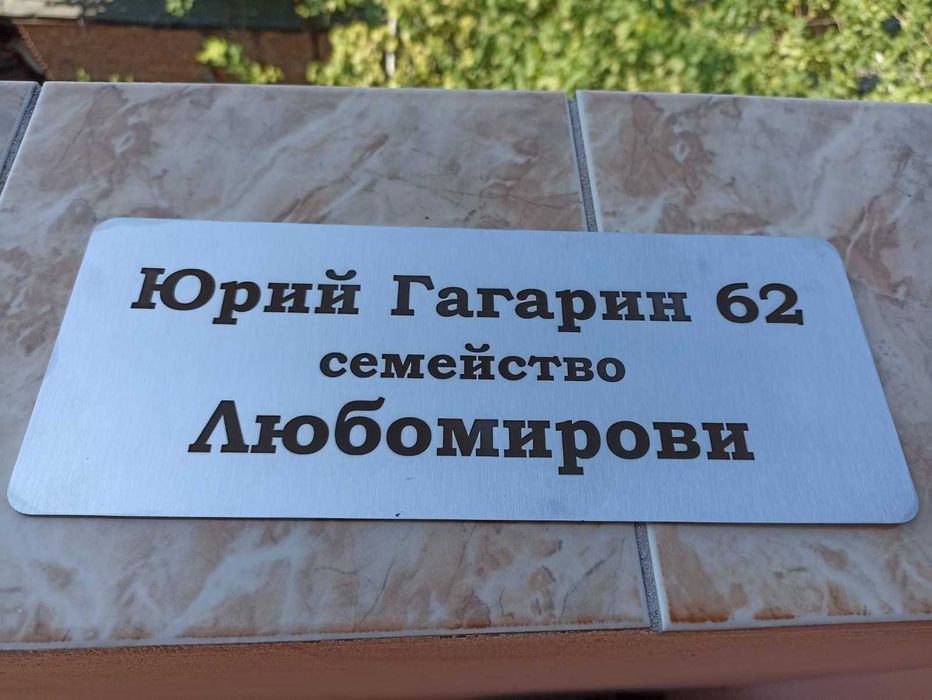 Юрий Гагарин 62
семейство
Любомирови